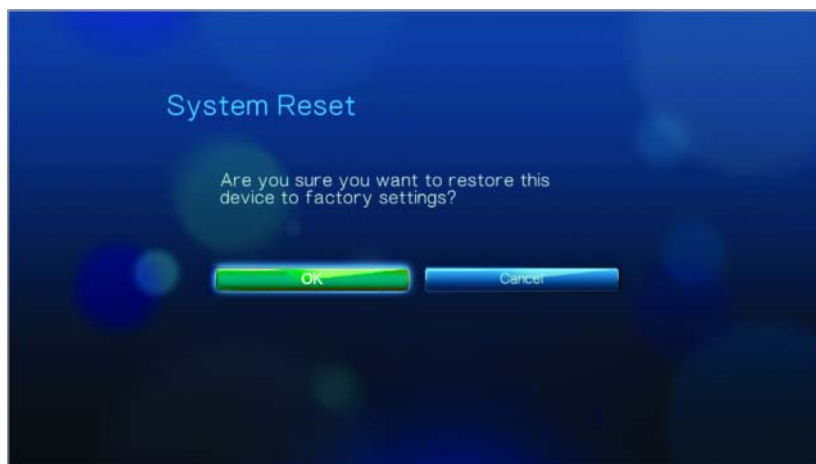 System Reset
Are you sure you want to restore this
device to factory settings?
OK
Cancel